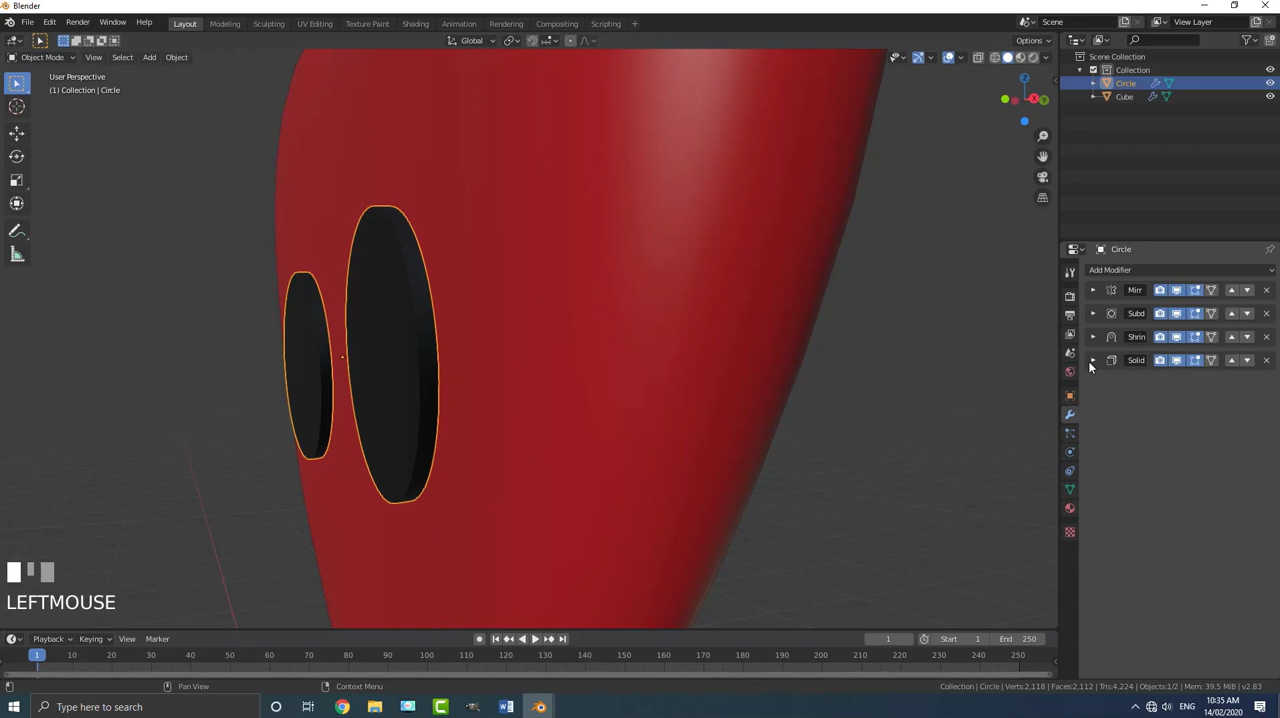 Blender
File Edit Render Window Help Layout Modeling Sculpting UV Editing Texture Paint Shading Animation Rendering Compositing Scripting + Scene View Layer
Global Options
Object Mode View Select Add Object
User Perspective
(1) Collection | Circle
Z
X
Y
Scene Collection
Collection
Circle
Cube
Circle
Add Modifier
Mirr
Subd
Shrin
Solid
LEFTMOUSE
Playback Keying View Marker 1 Start 1 End 250
1 10 20 30 40 50 60 70 80 90 100 110 120 130 140 150 160 170 180 190 200 210 220 230 240 250
Pan View Context Menu Collection | Circle | Verts:2,118 | Faces:2,112 | Tris:4,224 | Objects:1/2 | Mem: 39.5 MiB | v2.83
Type here to search
10:35 AM
14/02/2020